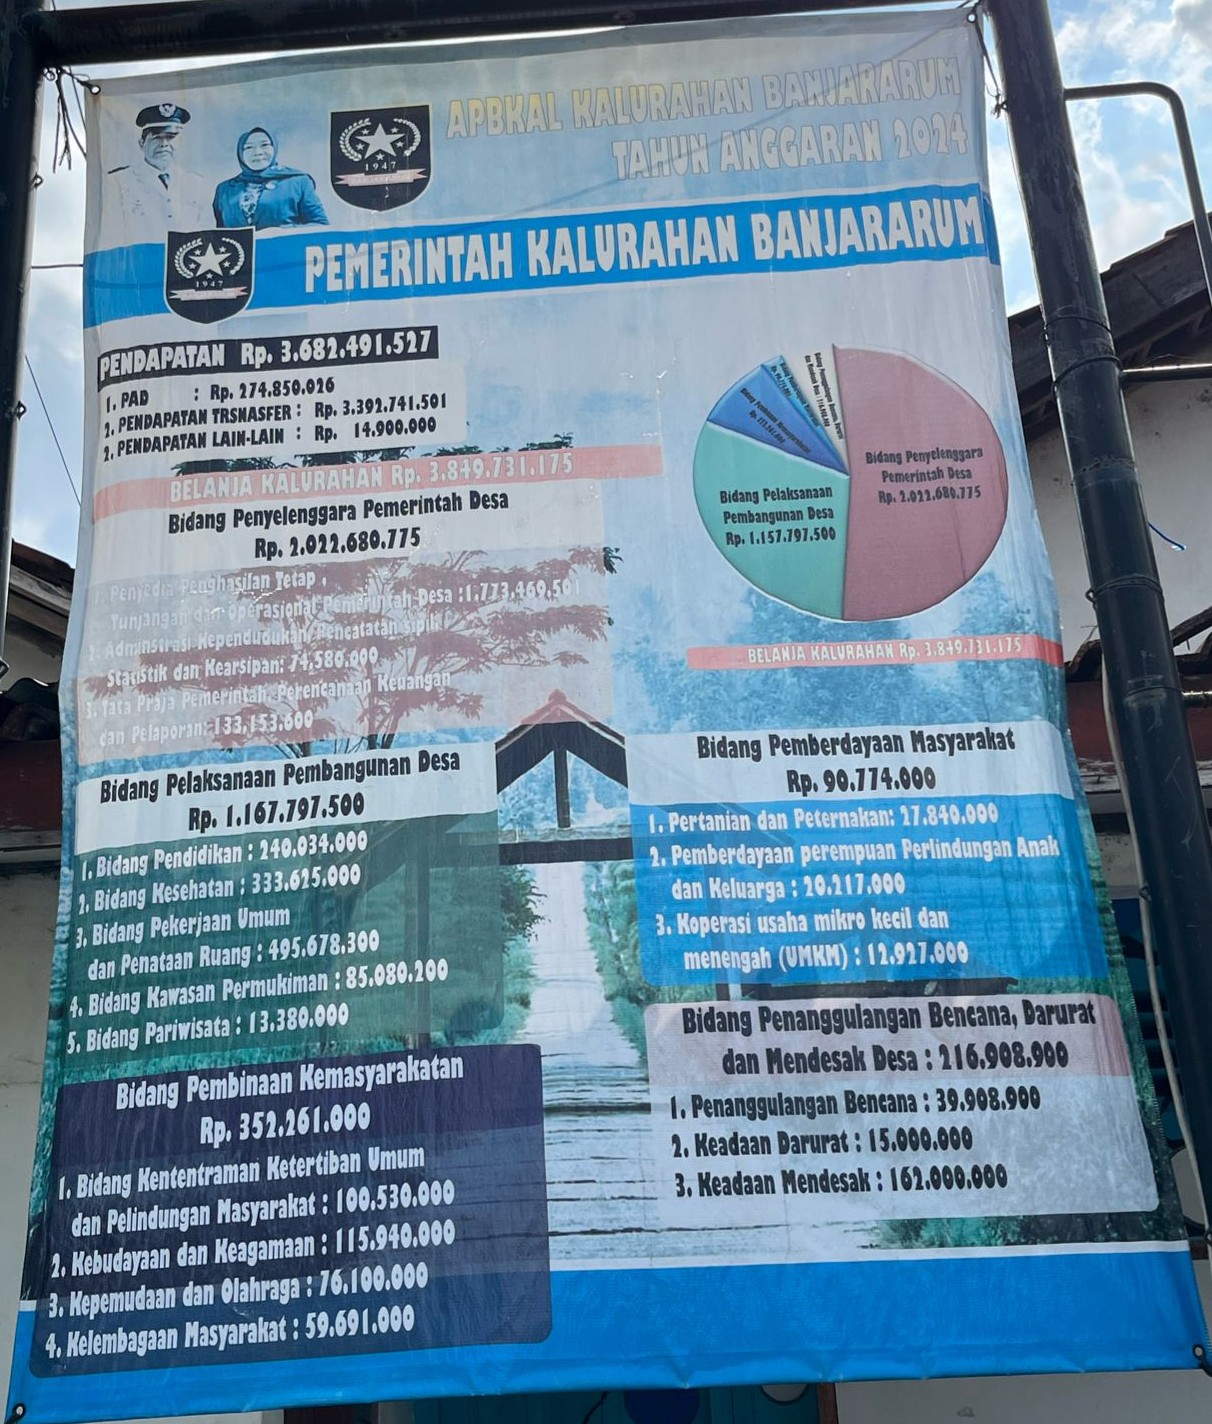 APBKAL KALURAHAN BANJARARUM
TAHUN ANGGARAN 2024
1947
PEMERINTAH KALURAHAN BANJARARUM
1947
PENDAPATAN Rp. 3.682.491.527
1. PAD : Rp. 274.850.026
2. PENDAPATAN TRSNASFER : Rp. 3.392.741.501
2. PENDAPATAN LAIN-LAIN : Rp. 14.900.000
BELANJA KALURAHAN Rp. 3.849.731.175
Bidang Penyelenggara Pemerintah Desa
Rp. 2.022.680.775
1. Penyedia Penghasilan Tetap ,
Tunjangan dan operasional Pemerintah Desa :1.773.469.501
2. Adminstrasi Kependudukan, Pencatatan Sipil,
Statistik dan Kearsipan: 74.580.000
3. Tata Praja Pemerintah, Perencanaan Keuangan
dan Pelaporan: 133.153.600
Bidang Penyelenggara
Pemerintah Desa
Rp. 2.022.680.775
Bidang Pelaksanaan
Pembangunan Desa
Rp. 1.157.797.500
BELANJA KALURAHAN Rp. 3.849.731.175
Bidang Pelaksanaan Pembangunan Desa
Rp. 1.167.797.500
1. Bidang Pendidikan : 240.034.000
2. Bidang Kesehatan : 333.625.000
3. Bidang Pekerjaan Umum
dan Penataan Ruang : 495.678.300
4. Bidang Kawasan Permukiman : 85.080.200
5. Bidang Pariwisata : 13.380.000
Bidang Pembinaan Kemasyarakatan
Rp. 352.261.000
1. Bidang Kententraman Ketertiban Umum
dan Pelindungan Masyarakat : 100.530.000
2. Kebudayaan dan Keagamaan : 115.940.000
3. Kepemudaan dan Olahraga : 76.100.000
4. Kelembagaan Masyarakat : 59.691.000
Bidang Pemberdayaan Masyarakat
Rp. 90.774.000
1. Pertanian dan Peternakan: 27.840.000
2. Pemberdayaan perempuan Perlindungan Anak
dan Keluarga : 20.217.000
3. Koperasi usaha mikro kecil dan
menengah (UMKM) : 12.927.000
Bidang Penanggulangan Bencana, Darurat
dan Mendesak Desa : 216.908.900
1. Penanggulangan Bencana : 39.908.900
2. Keadaan Darurat : 15.000.000
3. Keadaan Mendesak : 162.000.000